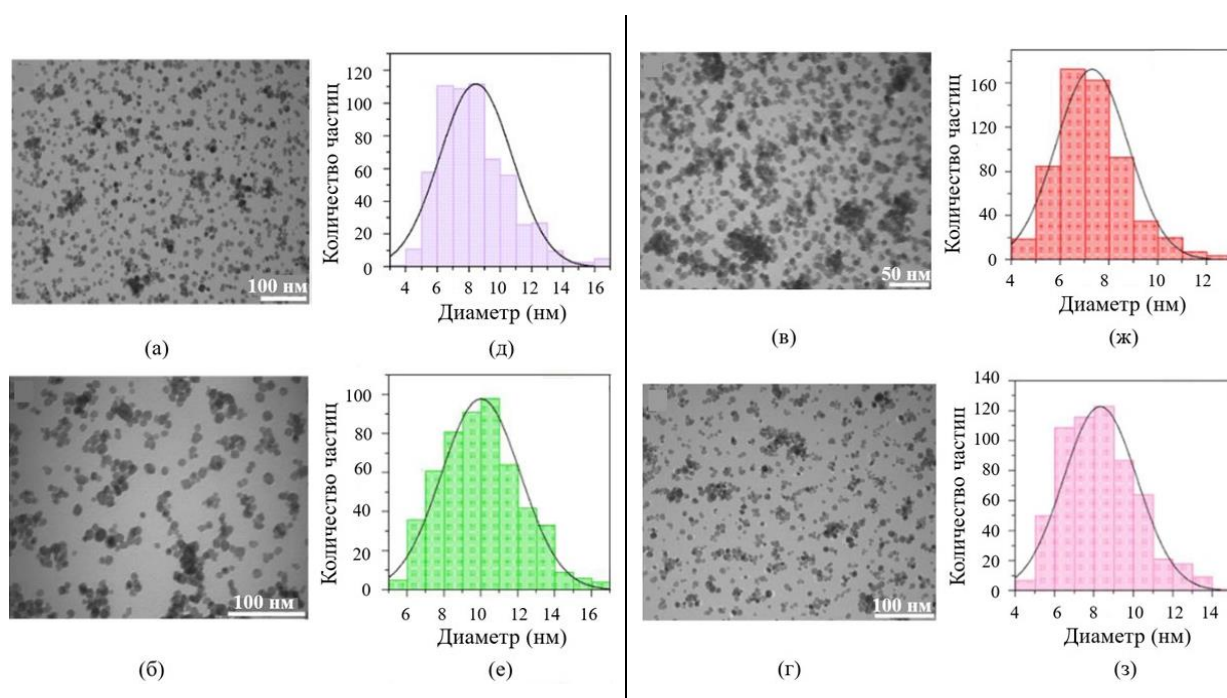 120
100
80
60
40
20
0
Количество частиц
4 6 8 10 12 14 16
Диаметр (нм)
100 нм
(а)
(д)
160
120
80
40
0
Количество частиц
4 6 8 10 12
Диаметр (нм)
50 нм
(в)
(ж)
100
80
60
40
20
0
Количество частиц
6 8 10 12 14 16
Диаметр (нм)
100 нм
(б)
(е)
140
120
100
80
60
40
20
0
Количество частиц
4 6 8 10 12 14
Диаметр (нм)
100 нм
(г)
(з)